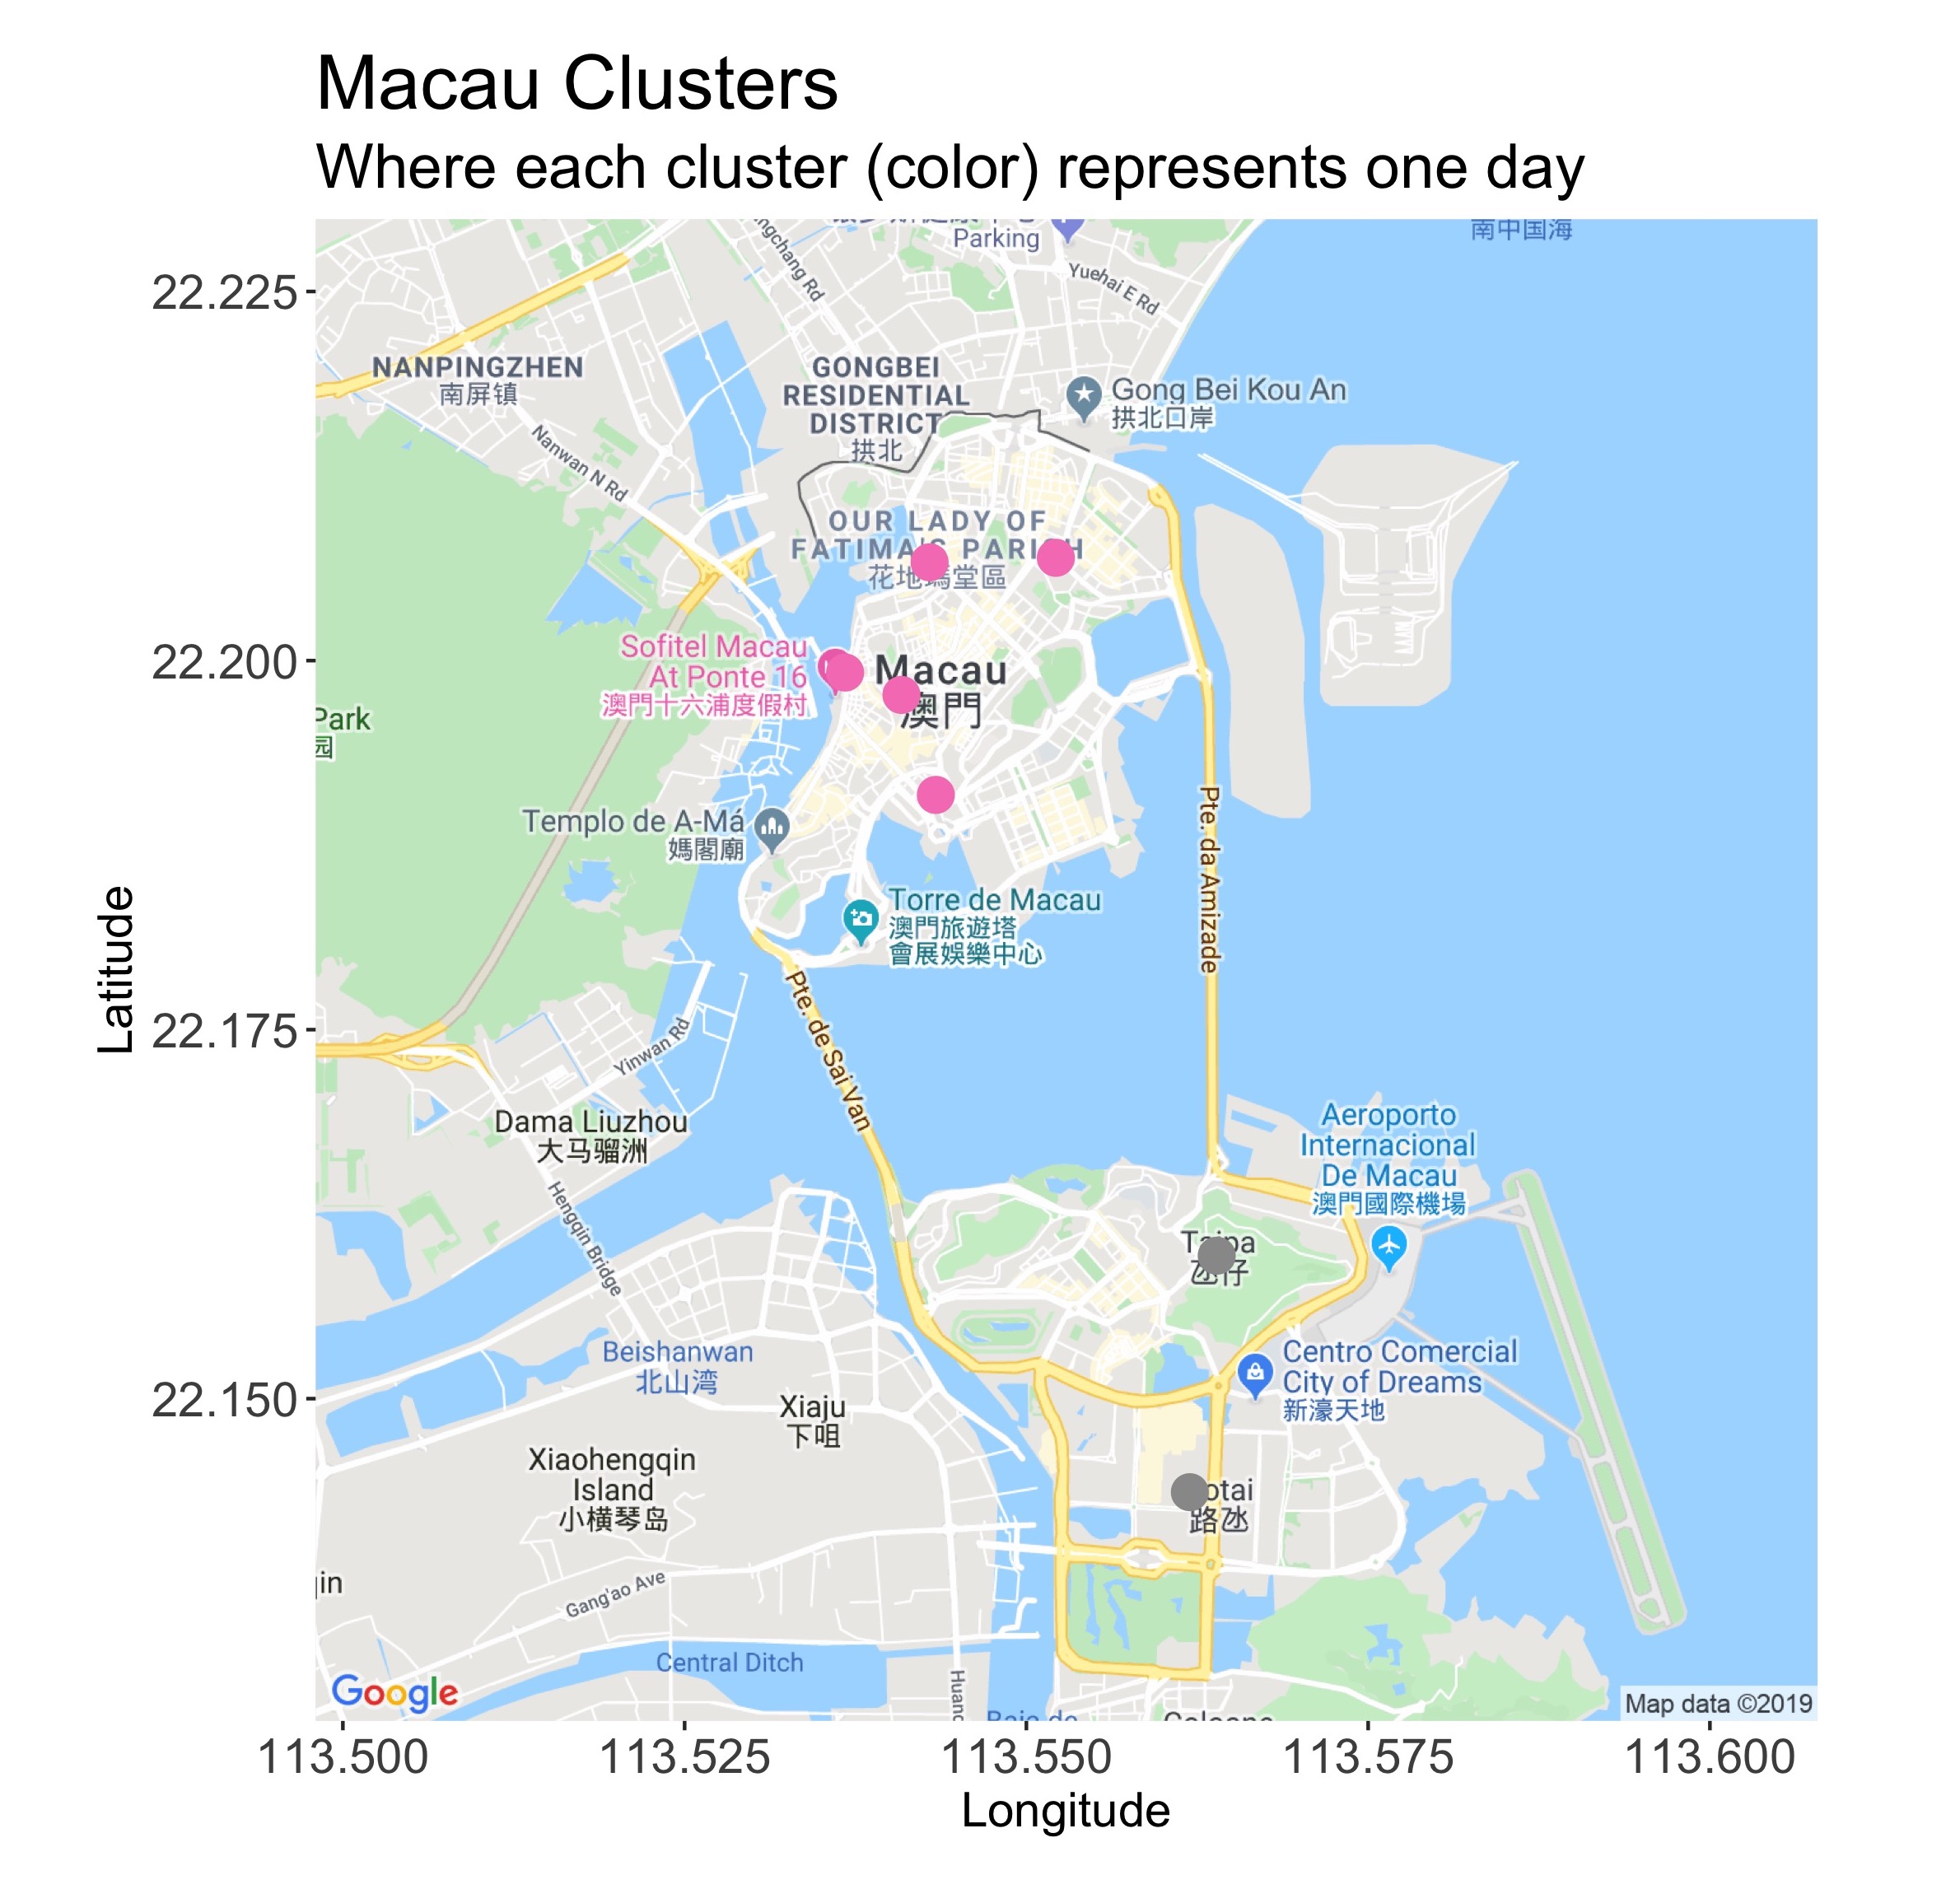 Macau Clusters
Where each cluster (color) represents one day
Parking
南中国海
Yuehai E Rd
22.225
NANPINGZHEN
南屏镇
GONGBEI
RESIDENTIAL
DISTRICT
拱北
Gong Bei Kou An
拱北口岸
Nanwan N Rd
OUR LADY OF
FATIMA'S PARISH
花地瑪堂區
22.200
Sofitel Macau
At Ponte 16
澳門十六浦度假村
Macau
澳門
Park
园
Templo de A-Má
媽閣廟
Pte. da Amizade
Torre de Macau
澳門旅遊塔
會展娛樂中心
Latitude
22.175
Pte. de Sai Van
Yinwan Rd
Dama Liuzhou
大马骝洲
Aeroporto
Internacional
De Macau
澳門國際機場
Hengqin Bridge
Taipa
氹仔
Beishanwan
北山湾
Centro Comercial
City of Dreams
新濠天地
22.150
Xiaju
下咀
Xiaohengqin
Island
小横琴岛
otai
路氹
Gang'ao Ave
Central Ditch
Google
Map data ©2019
113.500
113.525
113.550
113.575
113.600
Longitude